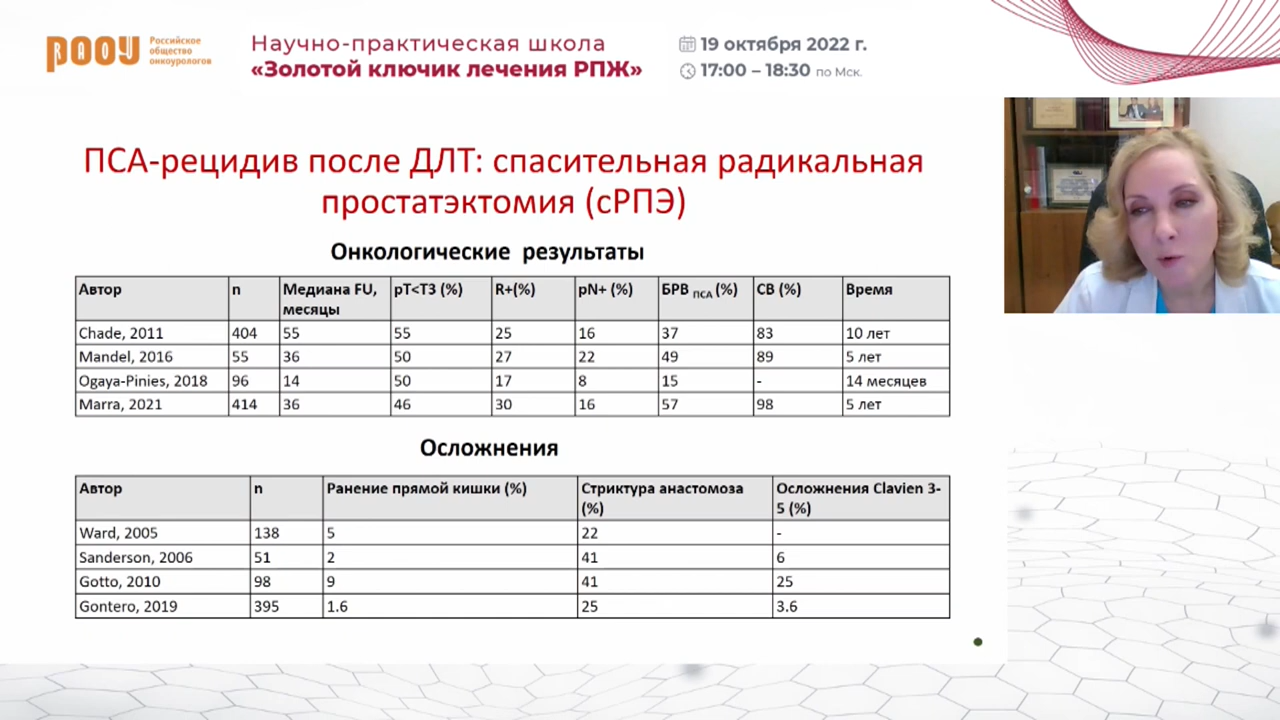 РООУ
Российское
общество
онкоурологов
Научно-практическая школа
«Золотой ключик лечения РПЖ»
19 октября 2022 г.
17:00 – 18:30 по Мск.
ПСА-рецидив после ДЛТ: спасительная радикальная
простатэктомия (сРПЭ)
Онкологические результаты
Автор n Медиана FU, месяцы pT<T3 (%) R+(%) pN+ (%) БРВ ПСА (%) СВ (%) Время
Chade, 2011 404 55 55 25 16 37 83 10 лет
Mandel, 2016 55 36 50 27 22 49 89 5 лет
Ogaya-Pinies, 2018 96 14 50 17 8 15 - 14 месяцев
Marra, 2021 414 36 46 30 16 57 98 5 лет
Осложнения
Автор n Ранение прямой кишки (%) Стриктура анастомоза (%) Осложнения Clavien 3-5 (%)
Ward, 2005 138 5 22 -
Sanderson, 2006 51 2 41 6
Gotto, 2010 98 9 41 25
Gontero, 2019 395 1.6 25 3.6